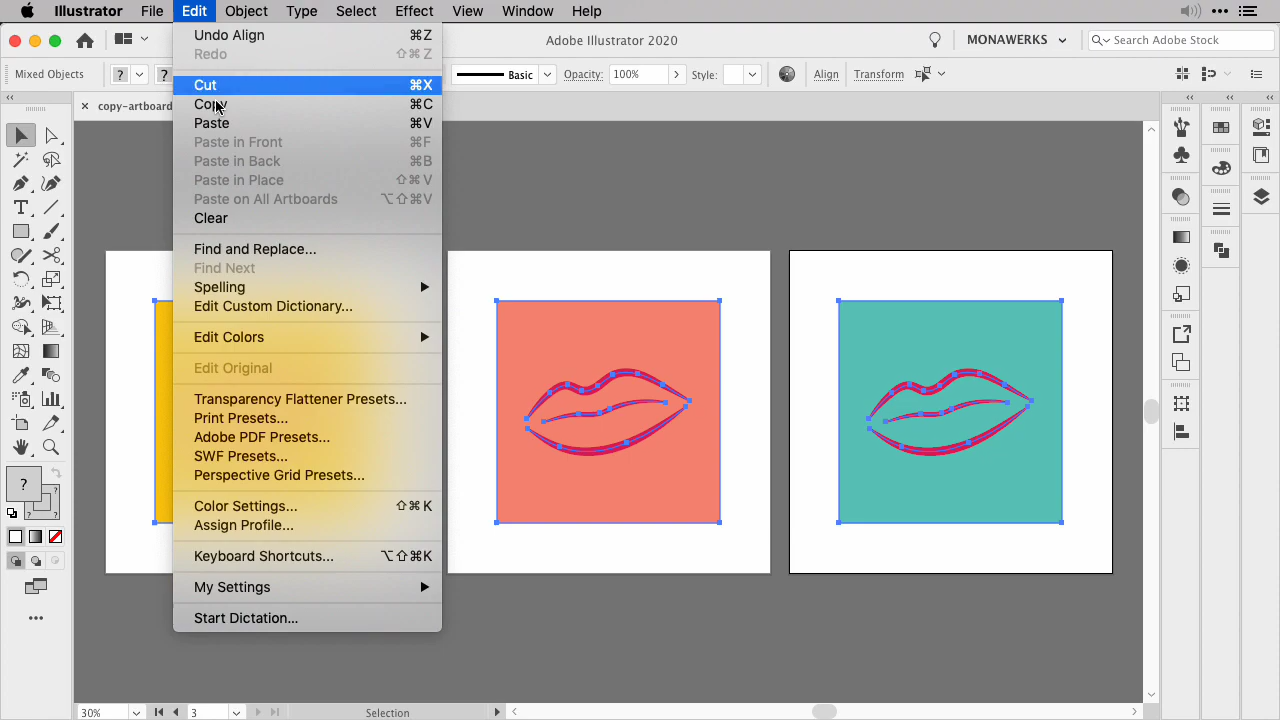 Illustrator File Edit Object Type Select Effect View Window Help
Adobe Illustrator 2020
MONAWERKS
Search Adobe Stock
Mixed Objects
?
?
Basic
Opacity: 100%
Style:
Align
Transform
× copy-artboard
Undo Align ⌘Z
Redo ⇧⌘Z
Cut ⌘X
Copy ⌘C
Paste ⌘V
Paste in Front ⌘F
Paste in Back ⌘B
Paste in Place ⇧⌘V
Paste on All Artboards ⌥⇧⌘V
Clear
Find and Replace...
Find Next
Spelling
Edit Custom Dictionary...
Edit Colors
Edit Original
Transparency Flattener Presets...
Print Presets...
Adobe PDF Presets...
SWF Presets...
Perspective Grid Presets...
Color Settings... ⇧⌘K
Assign Profile...
Keyboard Shortcuts... ⌥⇧⌘K
My Settings
Start Dictation...
T
?
?
?
30%
3
Selection